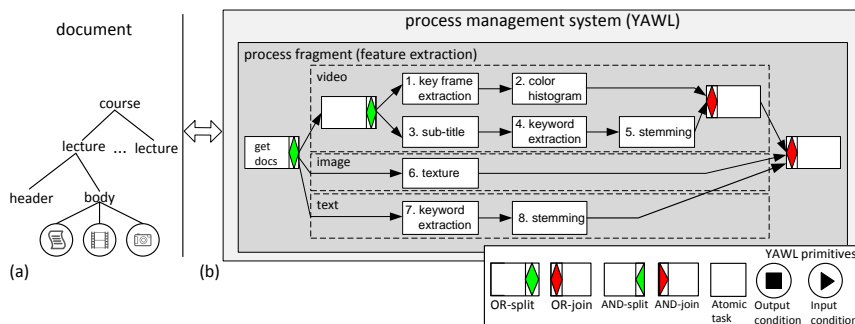 document
course
lecture ... lecture
header
body
(a)
process management system (YAWL)
process fragment (feature extraction)
video
1. key frame
extraction
2. color
histogram
3. sub-title
4. keyword
extraction
5. stemming
get
docs
image
6. texture
text
7. keyword
extraction
8. stemming
(b)
YAWL primitives
OR-split
OR-join
AND-split
AND-join
Atomic
task
Output
condition
Input
condition